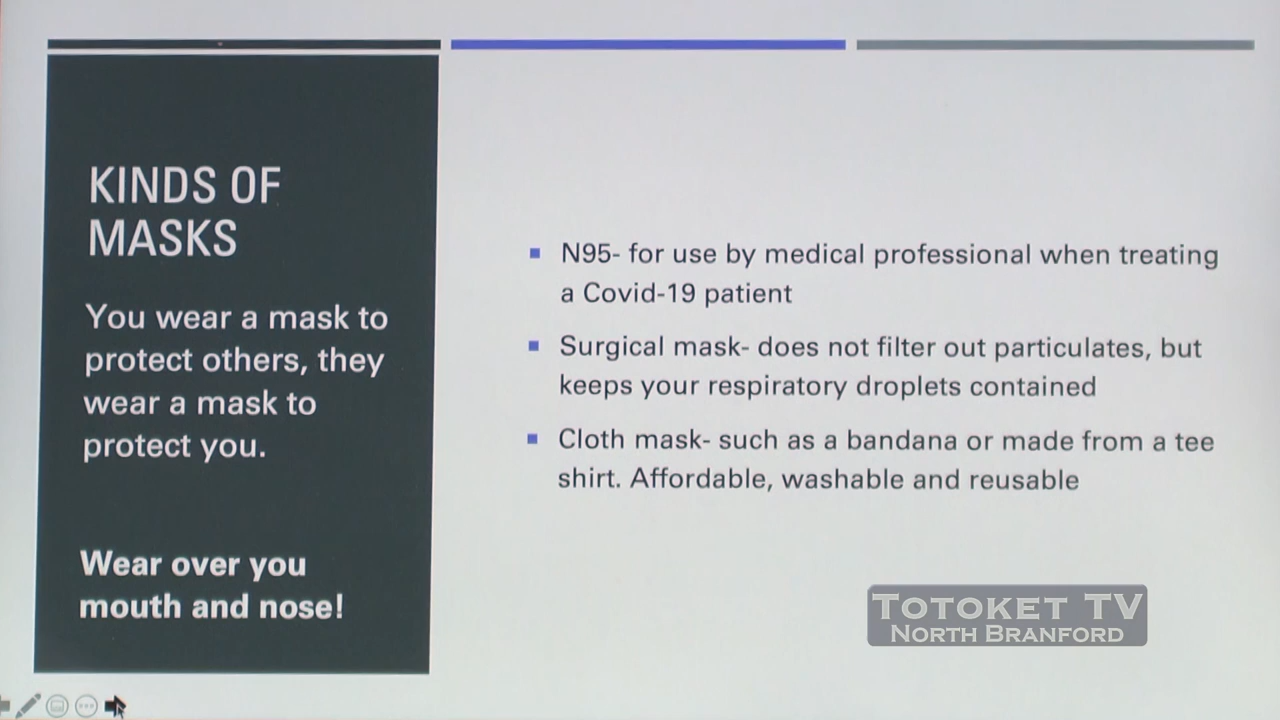 KINDS OF
MASKS
You wear a mask to
protect others, they
wear a mask to
protect you.
Wear over you
mouth and nose!
N95- for use by medical professional when treating
a Covid-19 patient
Surgical mask- does not filter out particulates, but
keeps your respiratory droplets contained
Cloth mask- such as a bandana or made from a tee
shirt. Affordable, washable and reusable
TOTOKET TV
NORTH BRANFORD